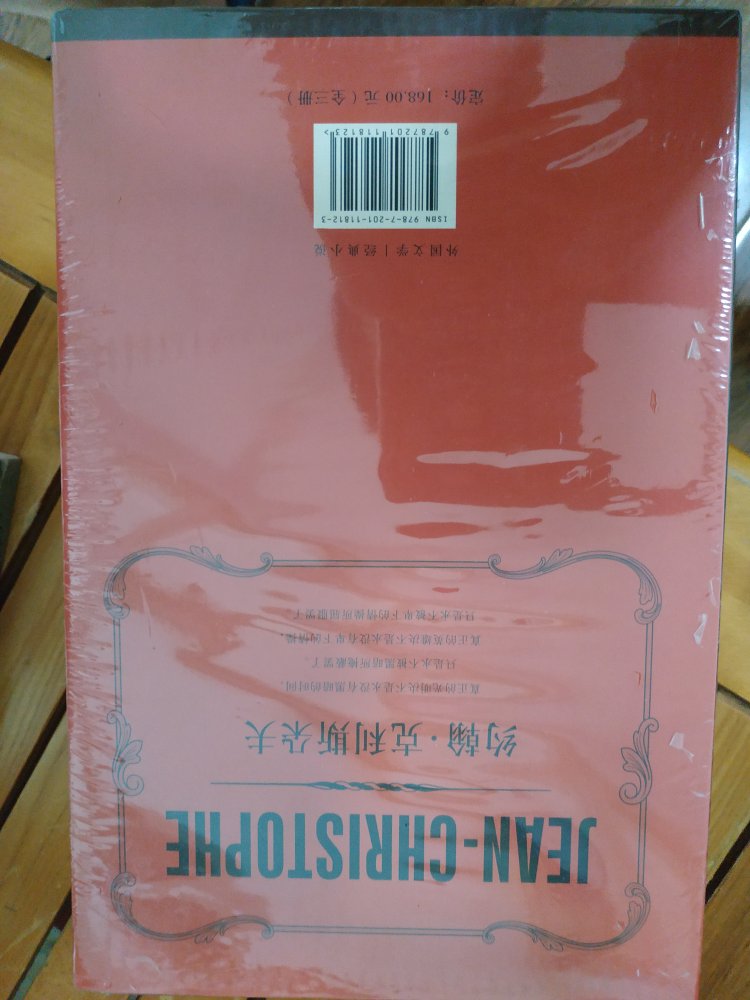 JEAN-CHRISTOPHE
约翰·克利斯朵夫
真正的光明决不是永没有黑暗的时间，
只是永不被黑暗所掩蔽罢了。
真正的英雄决不是永没有卑下的情操，
只是永不被卑下的情操所屈服罢了。
外国文学 | 经典小说
ISBN 978-7-201-11812-3
9 787201 118123 >
定价：168.00 元（全三册）